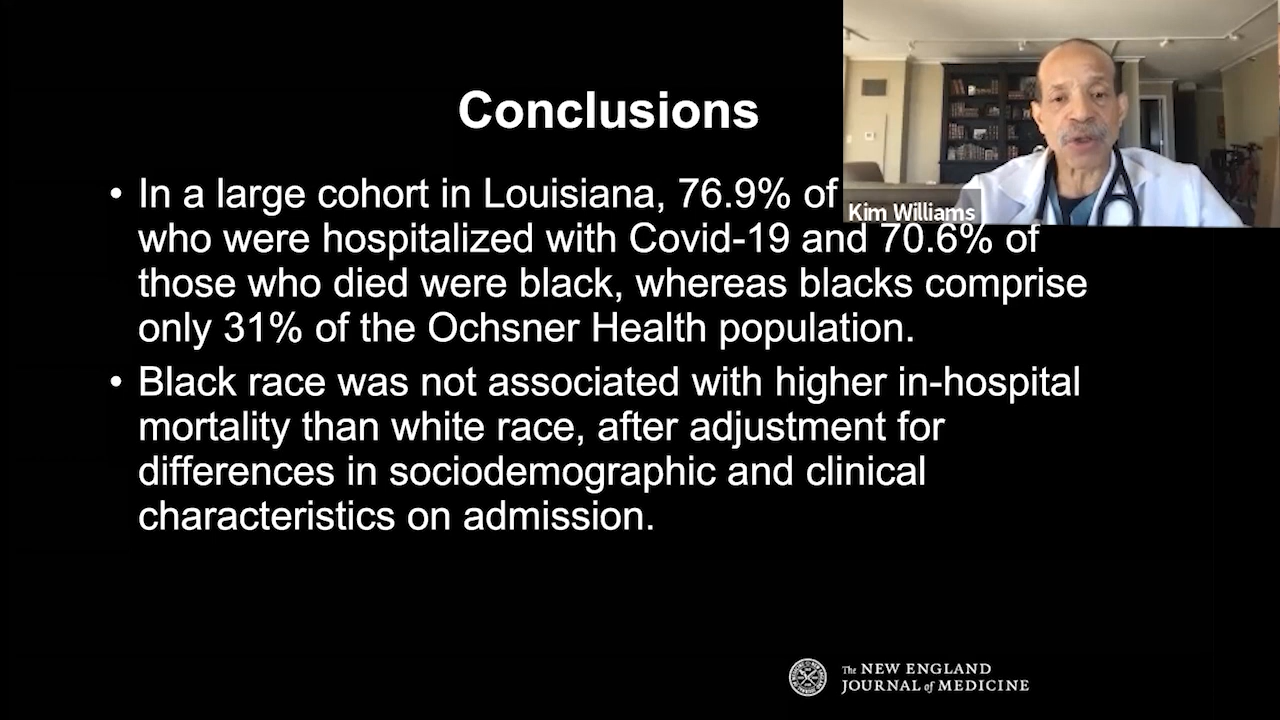 Conclusions
• In a large cohort in Louisiana, 76.9% of
who were hospitalized with Covid-19 and 70.6% of
those who died were black, whereas blacks comprise
only 31% of the Ochsner Health population.
• Black race was not associated with higher in-hospital
mortality than white race, after adjustment for
differences in sociodemographic and clinical
characteristics on admission.
Kim Williams
The NEW ENGLAND
JOURNAL of MEDICINE